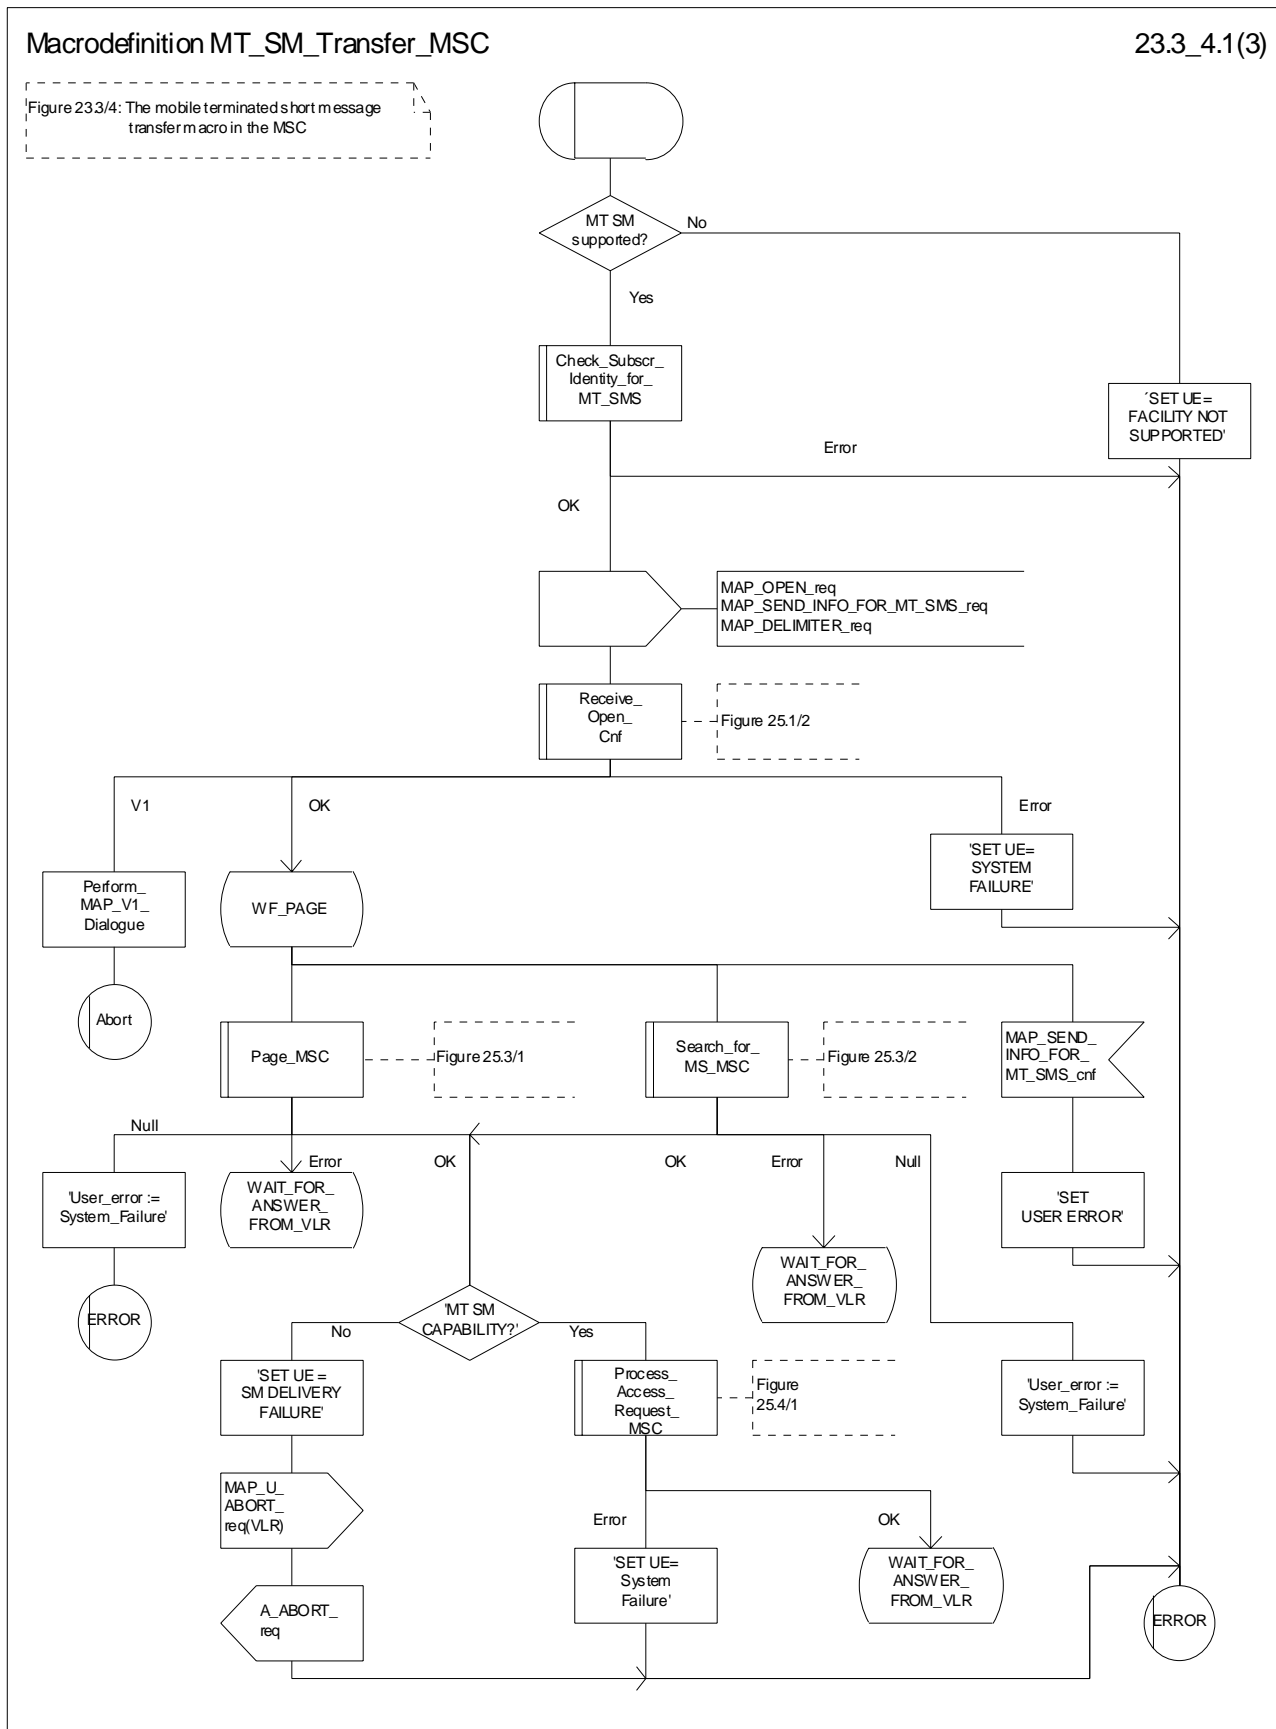 Macrodefinition MT_SM_Transfer_MSC
23.3_4.1(3)
Figure 23.3/4: The mobile terminated short message
transfer macro in the MSC
MT SM
supported?
No
Yes
Check_Subscr_
Identity_for_
MT_SMS
´SET UE=
FACILITY NOT
SUPPORTED'
Error
OK
MAP_OPEN_req
MAP_SEND_INFO_FOR_MT_SMS_req
MAP_DELIMITER_req
Receive_
Open_
Cnf
Figure 25.1/2
V1
OK
Error
Perform_
MAP_V1_
Dialogue
WF_PAGE
'SET UE=
SYSTEM
FAILURE'
Abort
Page_MSC
Figure 25.3/1
Search_for_
MS_MSC
Figure 25.3/2
MAP_SEND_
INFO_FOR_
MT_SMS_cnf
Null
Error
OK
OK
Error
Null
'User_error :=
System_Failure'
WAIT_FOR_
ANSWER_
FROM_VLR
'SET
USER ERROR'
WAIT_FOR_
ANSWER_
FROM_VLR
ERROR
'MT SM
CAPABILITY?'
No
Yes
'SET UE =
SM DELIVERY
FAILURE'
Process_
Access_
Request_
MSC
Figure
25.4/1
'User_error :=
System_Failure'
MAP_U_
ABORT_
req(VLR)
Error
OK
'SET UE=
System
Failure'
WAIT_FOR_
ANSWER_
FROM_VLR
A_ABORT_
req
ERROR